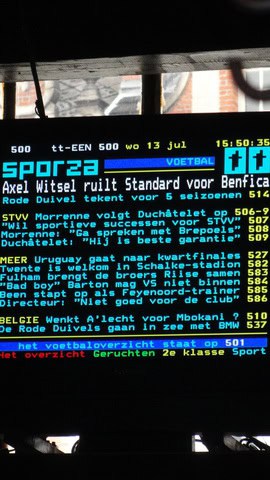 500 tt-EEN 500 wo 13 jul 15:50:35
sporza VOETBAL tt
Axel Witsel ruilt Standard voor Benfica
Rode Duivel tekent voor 5 seizoenen 514
STVV Morrenne volgt Duchâtelet op 506-9
"Wil sportieve successen voor STVV" 507
Morrenne: "Ga spreken met Brepoels" 508
Duchâtelet: "Hij is beste garantie" 509
MEER Uruguay gaat naar kwartfinales 527
Twente is welkom in Schalke-stadion 582
Fulham brengt de broers Riise samen 583
"Bad boy" Barton mag VS niet binnen 584
Been stapt op als Feyenoord-trainer 585
Directeur: "Niet goed voor de club" 586
BELGIE Wenkt A'lecht voor Mbokani ? 510
De Rode Duivels gaan in zee met BMW 537
het voetbaloverzicht staat op 501
Het overzicht Geruchten 2e klasse Sport